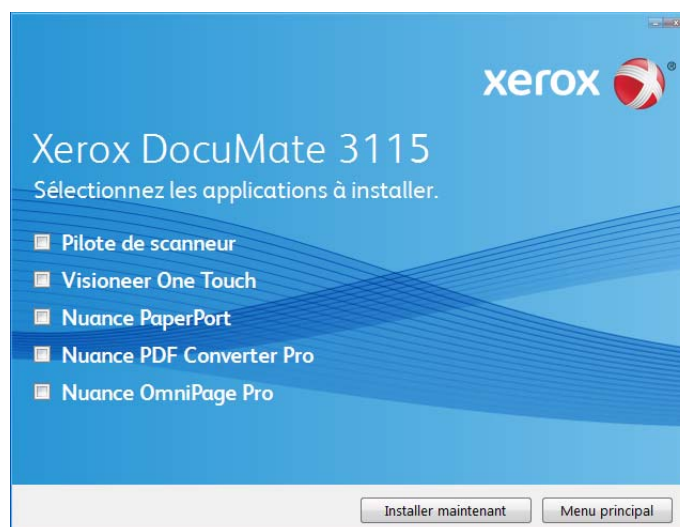 xerox ®
Xerox DocuMate 3115
Sélectionnez les applications à installer.
Pilote de scanneur
Visioneer One Touch
Nuance PaperPort
Nuance PDF Converter Pro
Nuance OmniPage Pro
Installer maintenant Menu principal